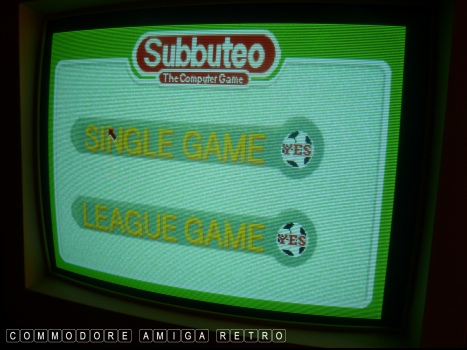 Subbuteo
The Computer Game
SINGLE GAME YES
LEAGUE GAME YES
COMMODORE AMIGA RETRO